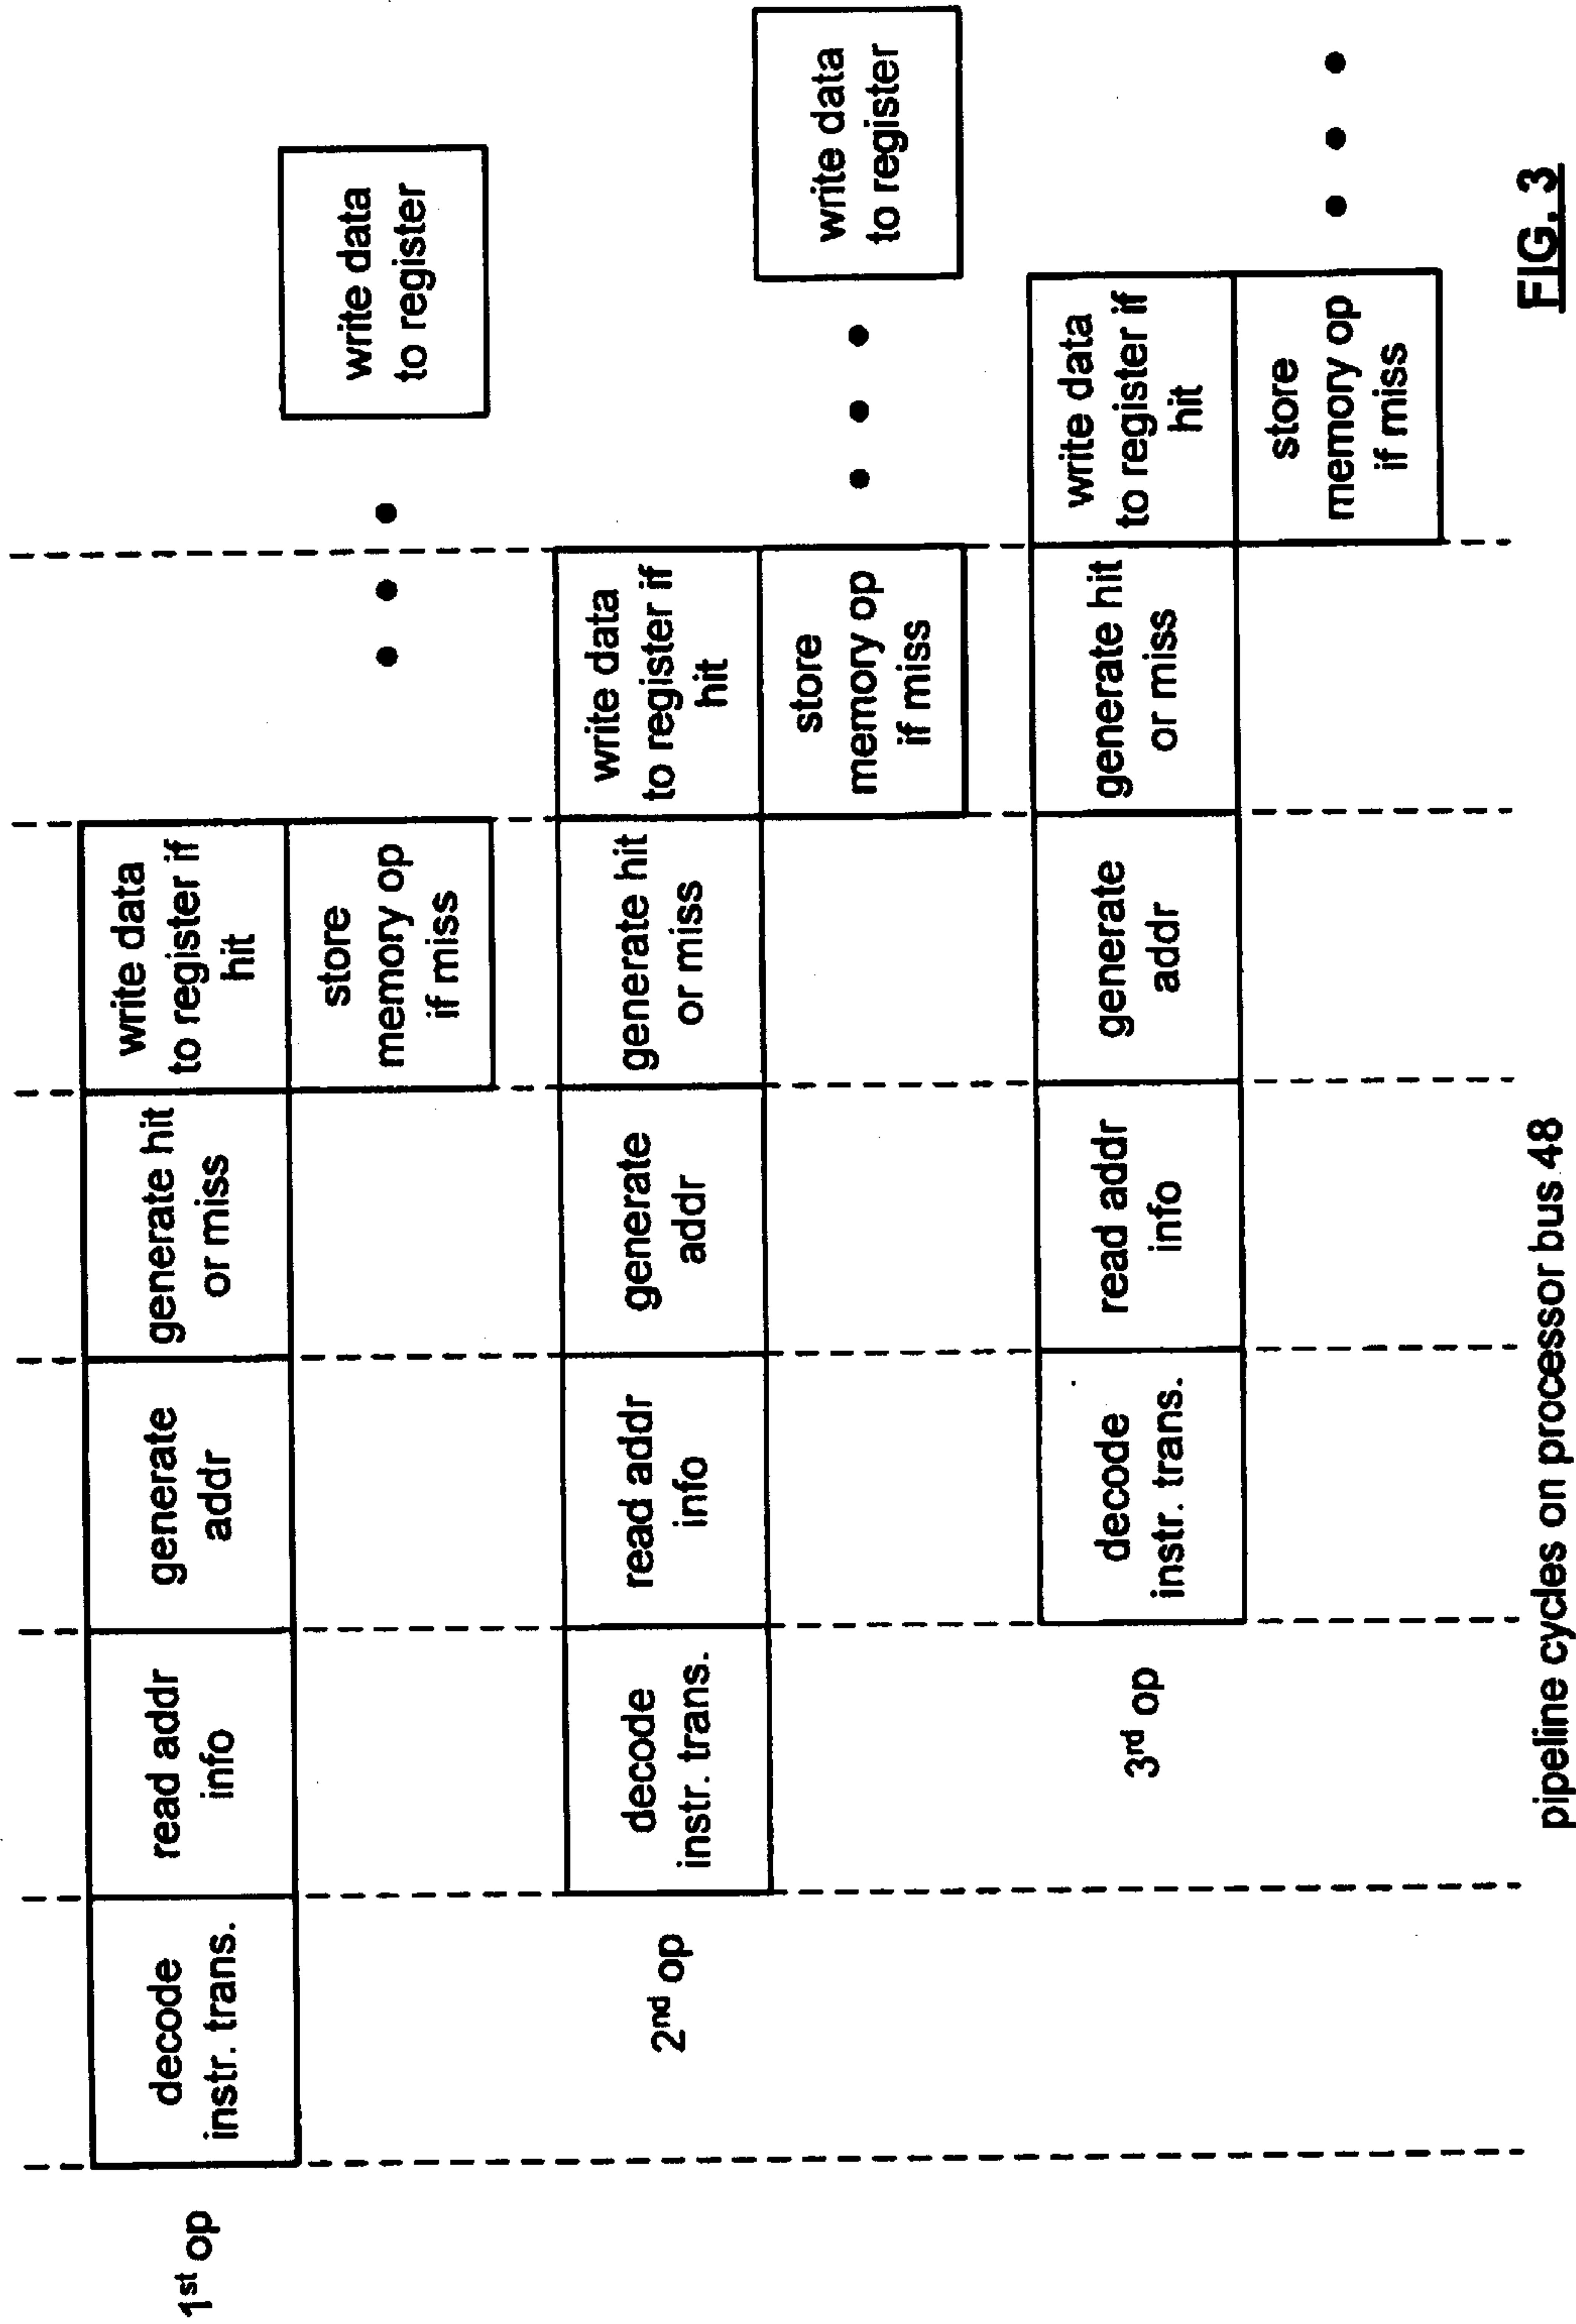 1st op
decode
instr. trans.
read addr
info
generate
addr
generate hit
or miss
write data
to register if
hit
store
memory op
if miss
write data
to register
2nd op
decode
instr. trans.
read addr
info
generate
addr
generate hit
or miss
write data
to register if
hit
store
memory op
if miss
write data
to register
3rd op
decode
instr. trans.
read addr
info
generate
addr
generate hit
or miss
write data
to register if
hit
store
memory op
if miss
pipeline cycles on processor bus 48
FIG. 3